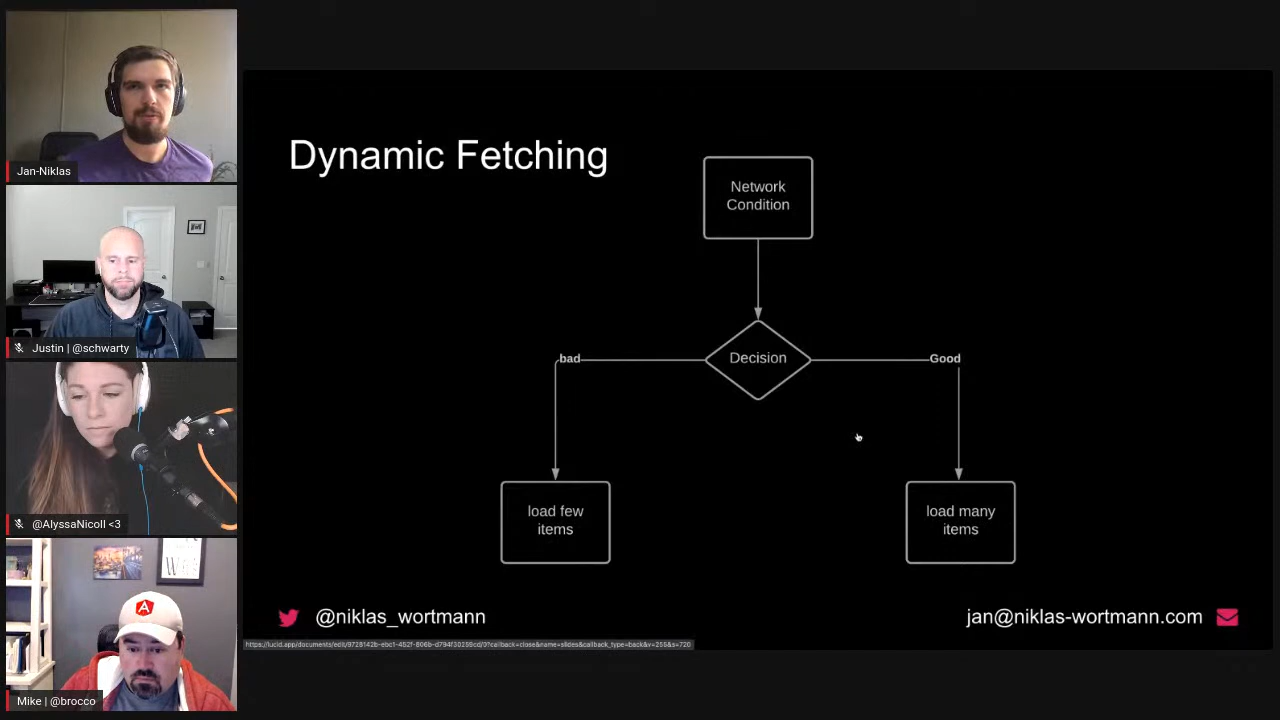 Jan-Niklas
Justin | @schwarty
@AlyssaNicoll <3
Mike | @brocco
Dynamic Fetching
Network
Condition
Decision
bad
Good
load few
items
load many
items
@niklas_wortmann
jan@niklas-wortmann.com